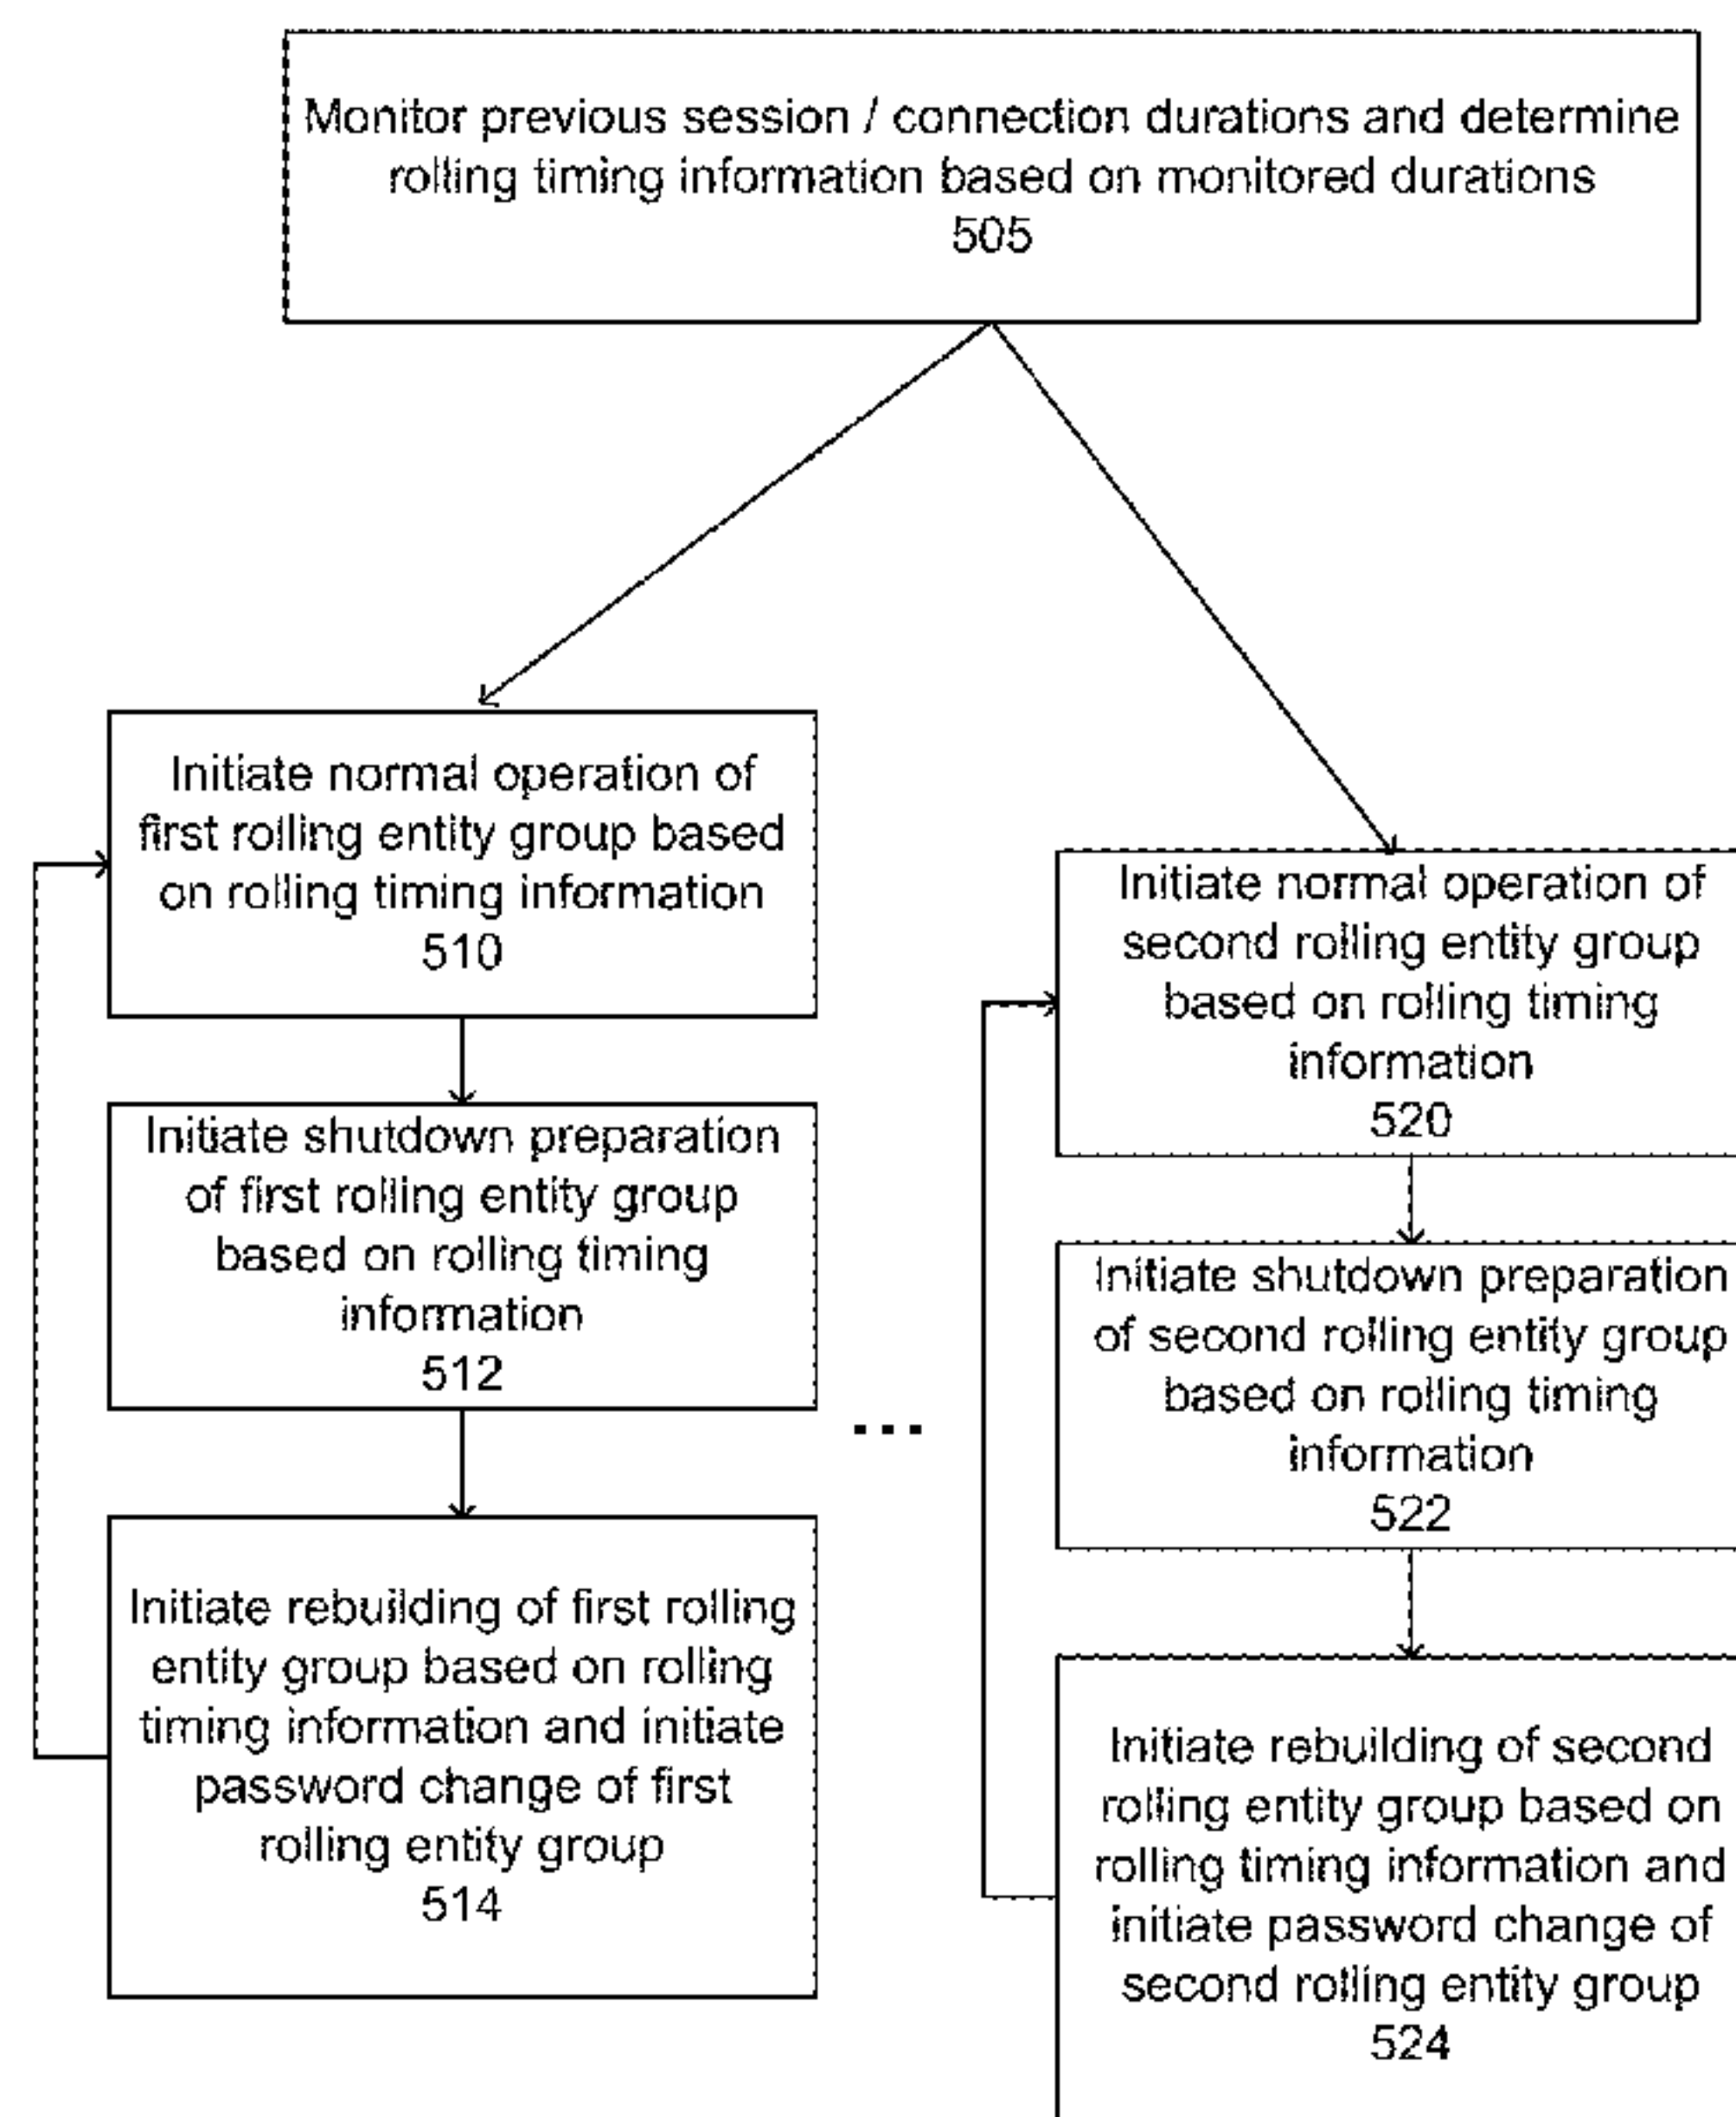 Monitor previous session / connection durations and determine
rolling timing information based on monitored durations
505
Initiate normal operation of
first rolling entity group based
on rolling timing information
510
Initiate shutdown preparation
of first rolling entity group
based on rolling timing
information
512
Initiate rebuilding of first rolling
entity group based on rolling
timing information and initiate
password change of first
rolling entity group
514
...
Initiate normal operation of
second rolling entity group
based on rolling timing
information
520
Initiate shutdown preparation
of second rolling entity group
based on rolling timing
information
522
Initiate rebuilding of second
rolling entity group based on
rolling timing information and
initiate password change of
second rolling entity group
524